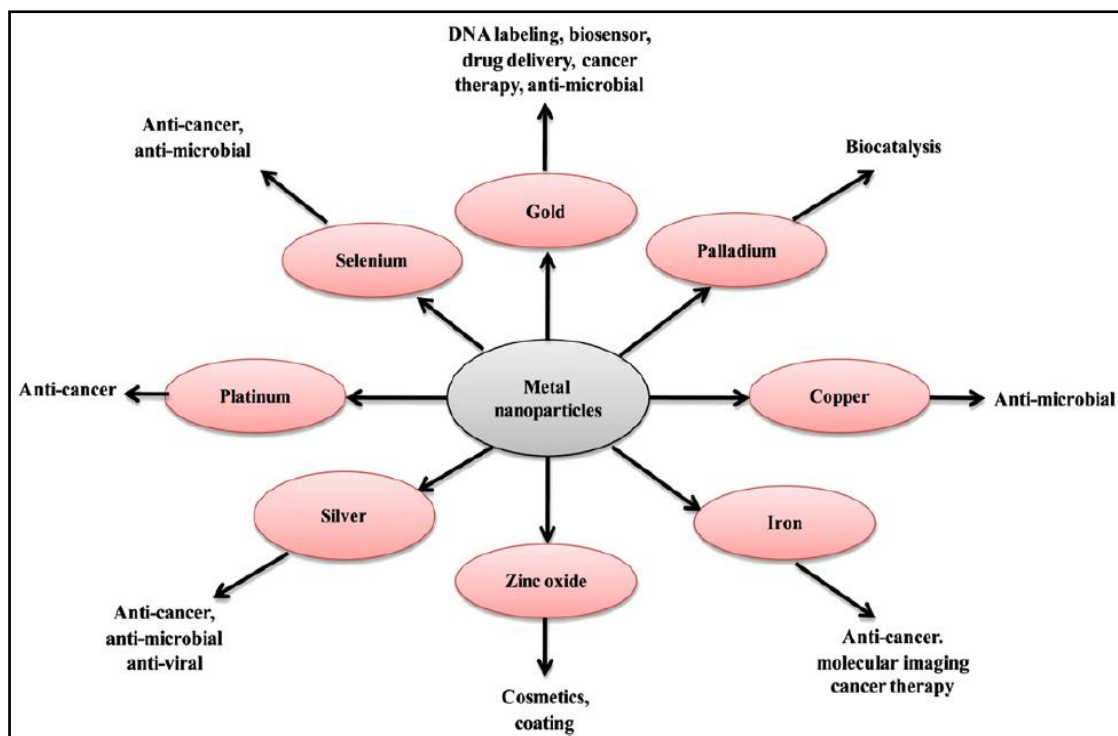 DNA labeling, biosensor,
drug delivery, cancer
therapy, anti-microbial
Anti-cancer,
anti-microbial
Biocatalysis
Gold
Selenium
Palladium
Anti-cancer
Platinum
Metal
nanoparticles
Copper
Anti-microbial
Silver
Iron
Zinc oxide
Anti-cancer,
anti-microbial
anti-viral
Anti-cancer.
molecular imaging
cancer therapy
Cosmetics,
coating